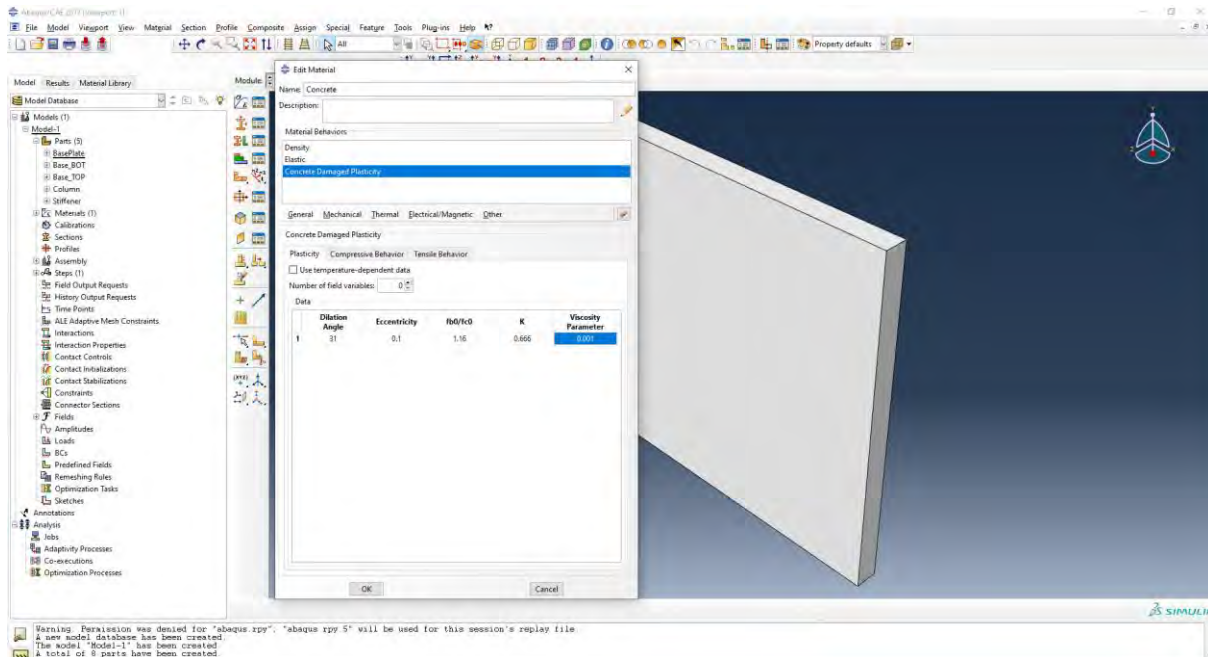 Abaqus/CAE 2019 [Viewport: 1]
File Model Viewport View Material Section Profile Composite Assign Special Feature Tools Plug-ins Help
All
Property defaults
Model Results Material Library
Module:
Model Database
Models (1)
Model-1
Parts (5)
BasePlate
Base_BOT
Base_TOP
Column
Stiffener
Materials (1)
Calibrations
Sections
Profiles
Assembly
Steps (1)
Field Output Requests
History Output Requests
Time Points
ALE Adaptive Mesh Constraints
Interactions
Interaction Properties
Contact Controls
Contact Initializations
Contact Stabilizations
Constraints
Connector Sections
Fields
Amplitudes
Loads
BCs
Predefined Fields
Remeshing Rules
Optimization Tasks
Sketches
Annotations
Analysis
Jobs
Adaptivity Processes
Co-executions
Optimization Processes
Edit Material
Name: Concrete
Description:
Material Behaviors
Density
Elastic
Concrete Damaged Plasticity
General Mechanical Thermal Electrical/Magnetic Other
Concrete Damaged Plasticity
Plasticity Compressive Behavior Tensile Behavior
Use temperature-dependent data
Number of field variables: 0
Data
Dilation Angle Eccentricity fb0/fc0 K Viscosity Parameter
1 31 0.1 1.16 0.666 0.001
OK Cancel
SIMULI
Warning: Permission was denied for "abaqus.rpy"; "abaqus.rpy.5" will be used for this session's replay file
A new model database has been created.
The model "Model-1" has been created.
A total of 6 parts have been created